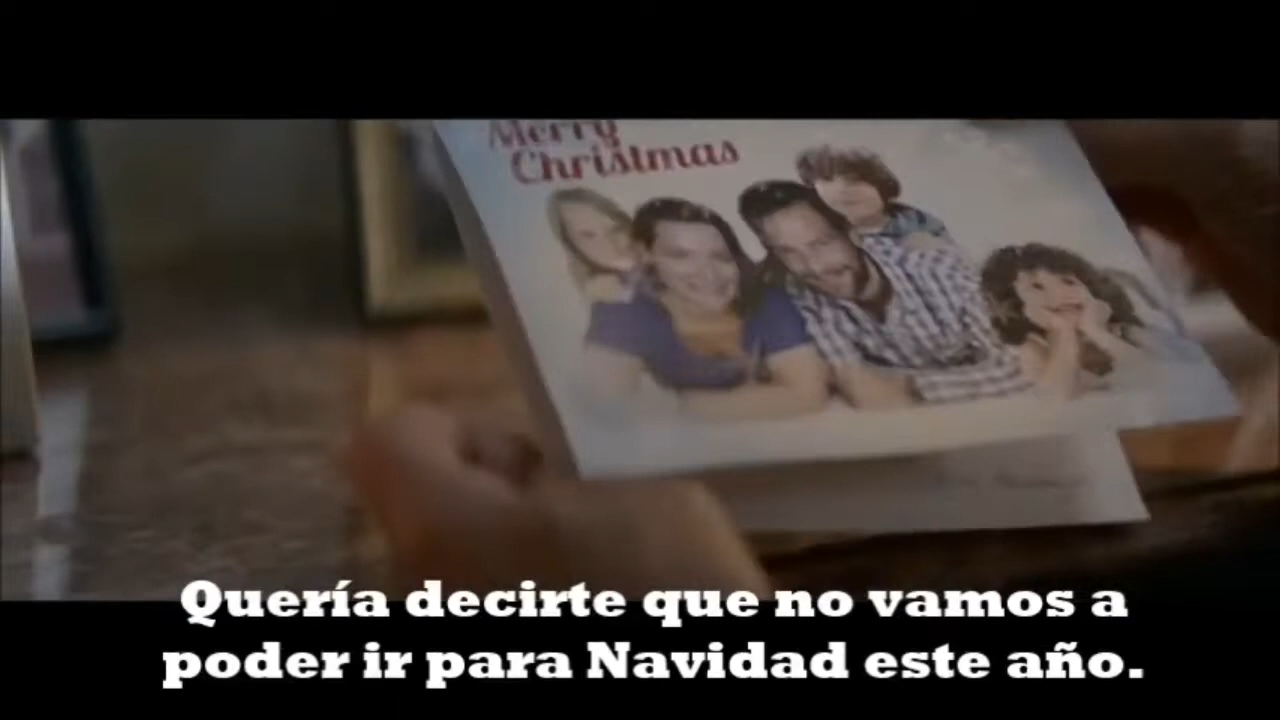 Merry
Christmas
Quería decirte que no vamos a
poder ir para Navidad este año.